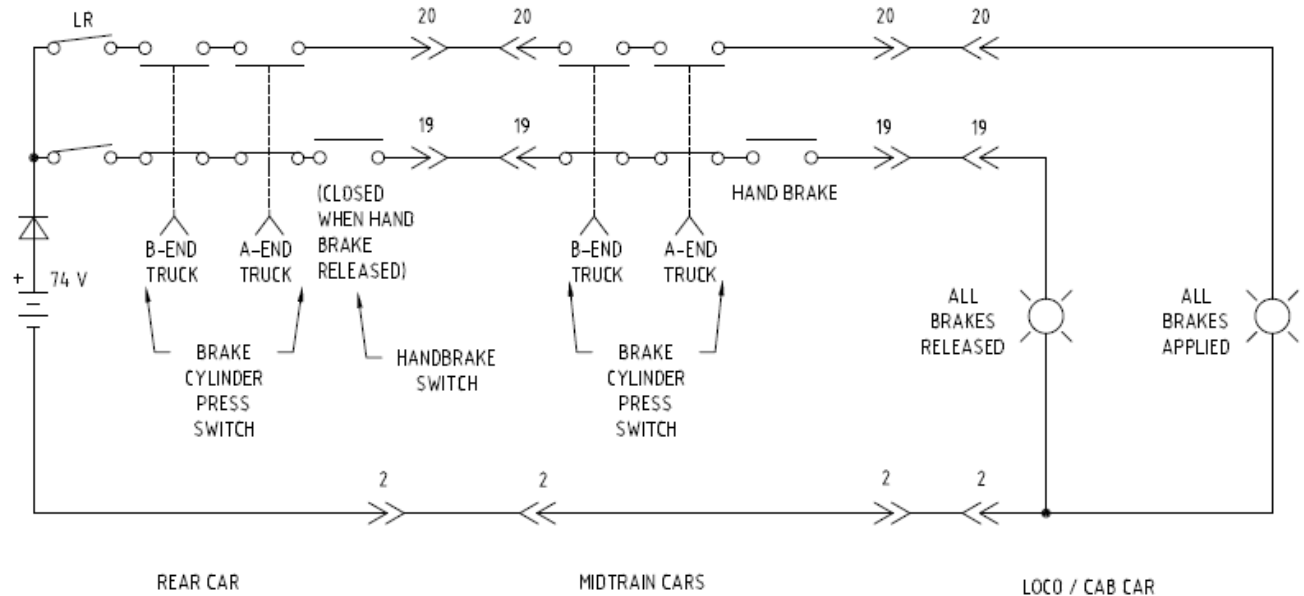 LR
20 20
20 20
19 19
19 19
+ 74 V
B-END
TRUCK
A-END
TRUCK
(CLOSED
WHEN HAND
BRAKE
RELEASED)
B-END
TRUCK
A-END
TRUCK
HAND BRAKE
BRAKE
CYLINDER
PRESS
SWITCH
HANDBRAKE
SWITCH
BRAKE
CYLINDER
PRESS
SWITCH
ALL
BRAKES
RELEASED
ALL
BRAKES
APPLIED
2 2
2 2
REAR CAR
MIDTRAIN CARS
LOCO / CAB CAR